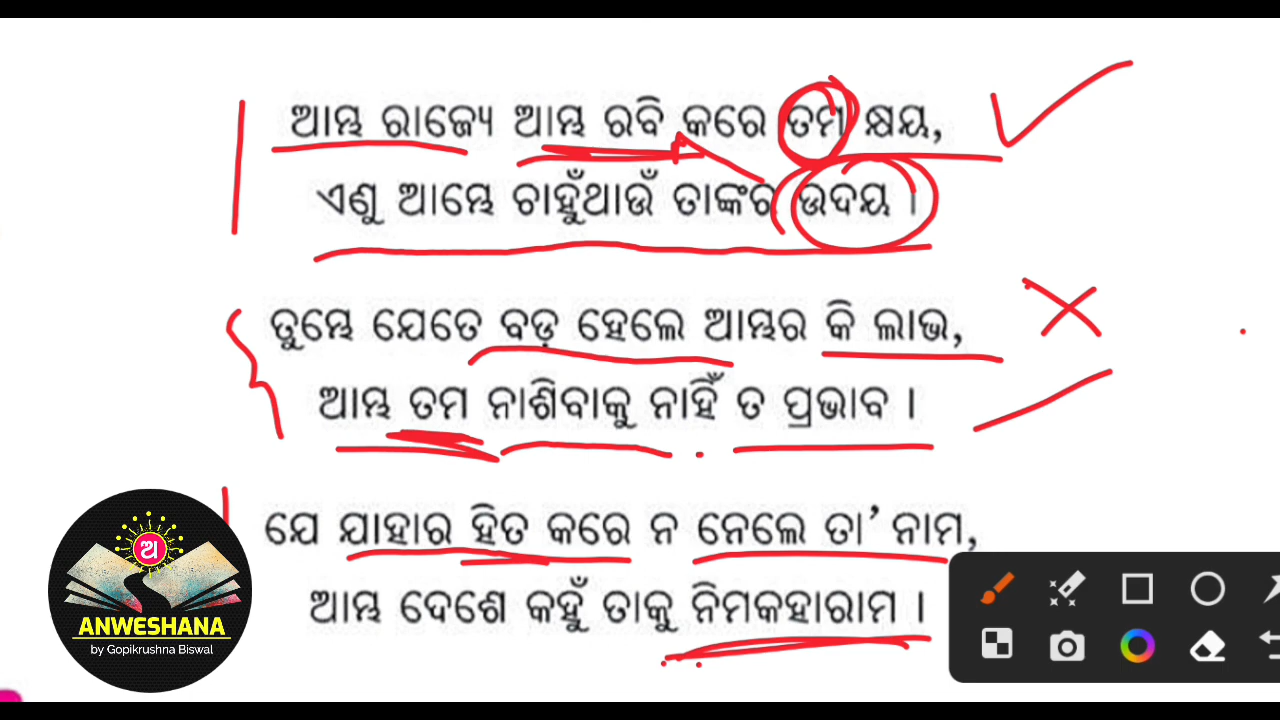 ଆମ୍ଭ ରାଜ୍ୟେ ଆମ୍ଭ ରବି କରେ ତମ କ୍ଷୟ,
ଏଣୁ ଆମ୍ଭେ ଚାହୁଁଥାଉଁ ତାଙ୍କର ଉଦୟ ।
ତୁମ୍ଭେ ଯେତେ ବଡ଼ ହେଲେ ଆମ୍ଭର କି ଲାଭ,
ଆମ୍ଭ ତମ ନାଶିବାକୁ ନାହିଁ ତ ପ୍ରଭାବ ।
ଯେ ଯାହାର ହିତ କରେ ନ ନେଲେ ତା’ ନାମ,
ଆମ୍ଭ ଦେଶେ କହୁଁ ତାକୁ ନିମକହାରାମ ।
ଅ
ANWESHANA
by Gopikrushna Biswal